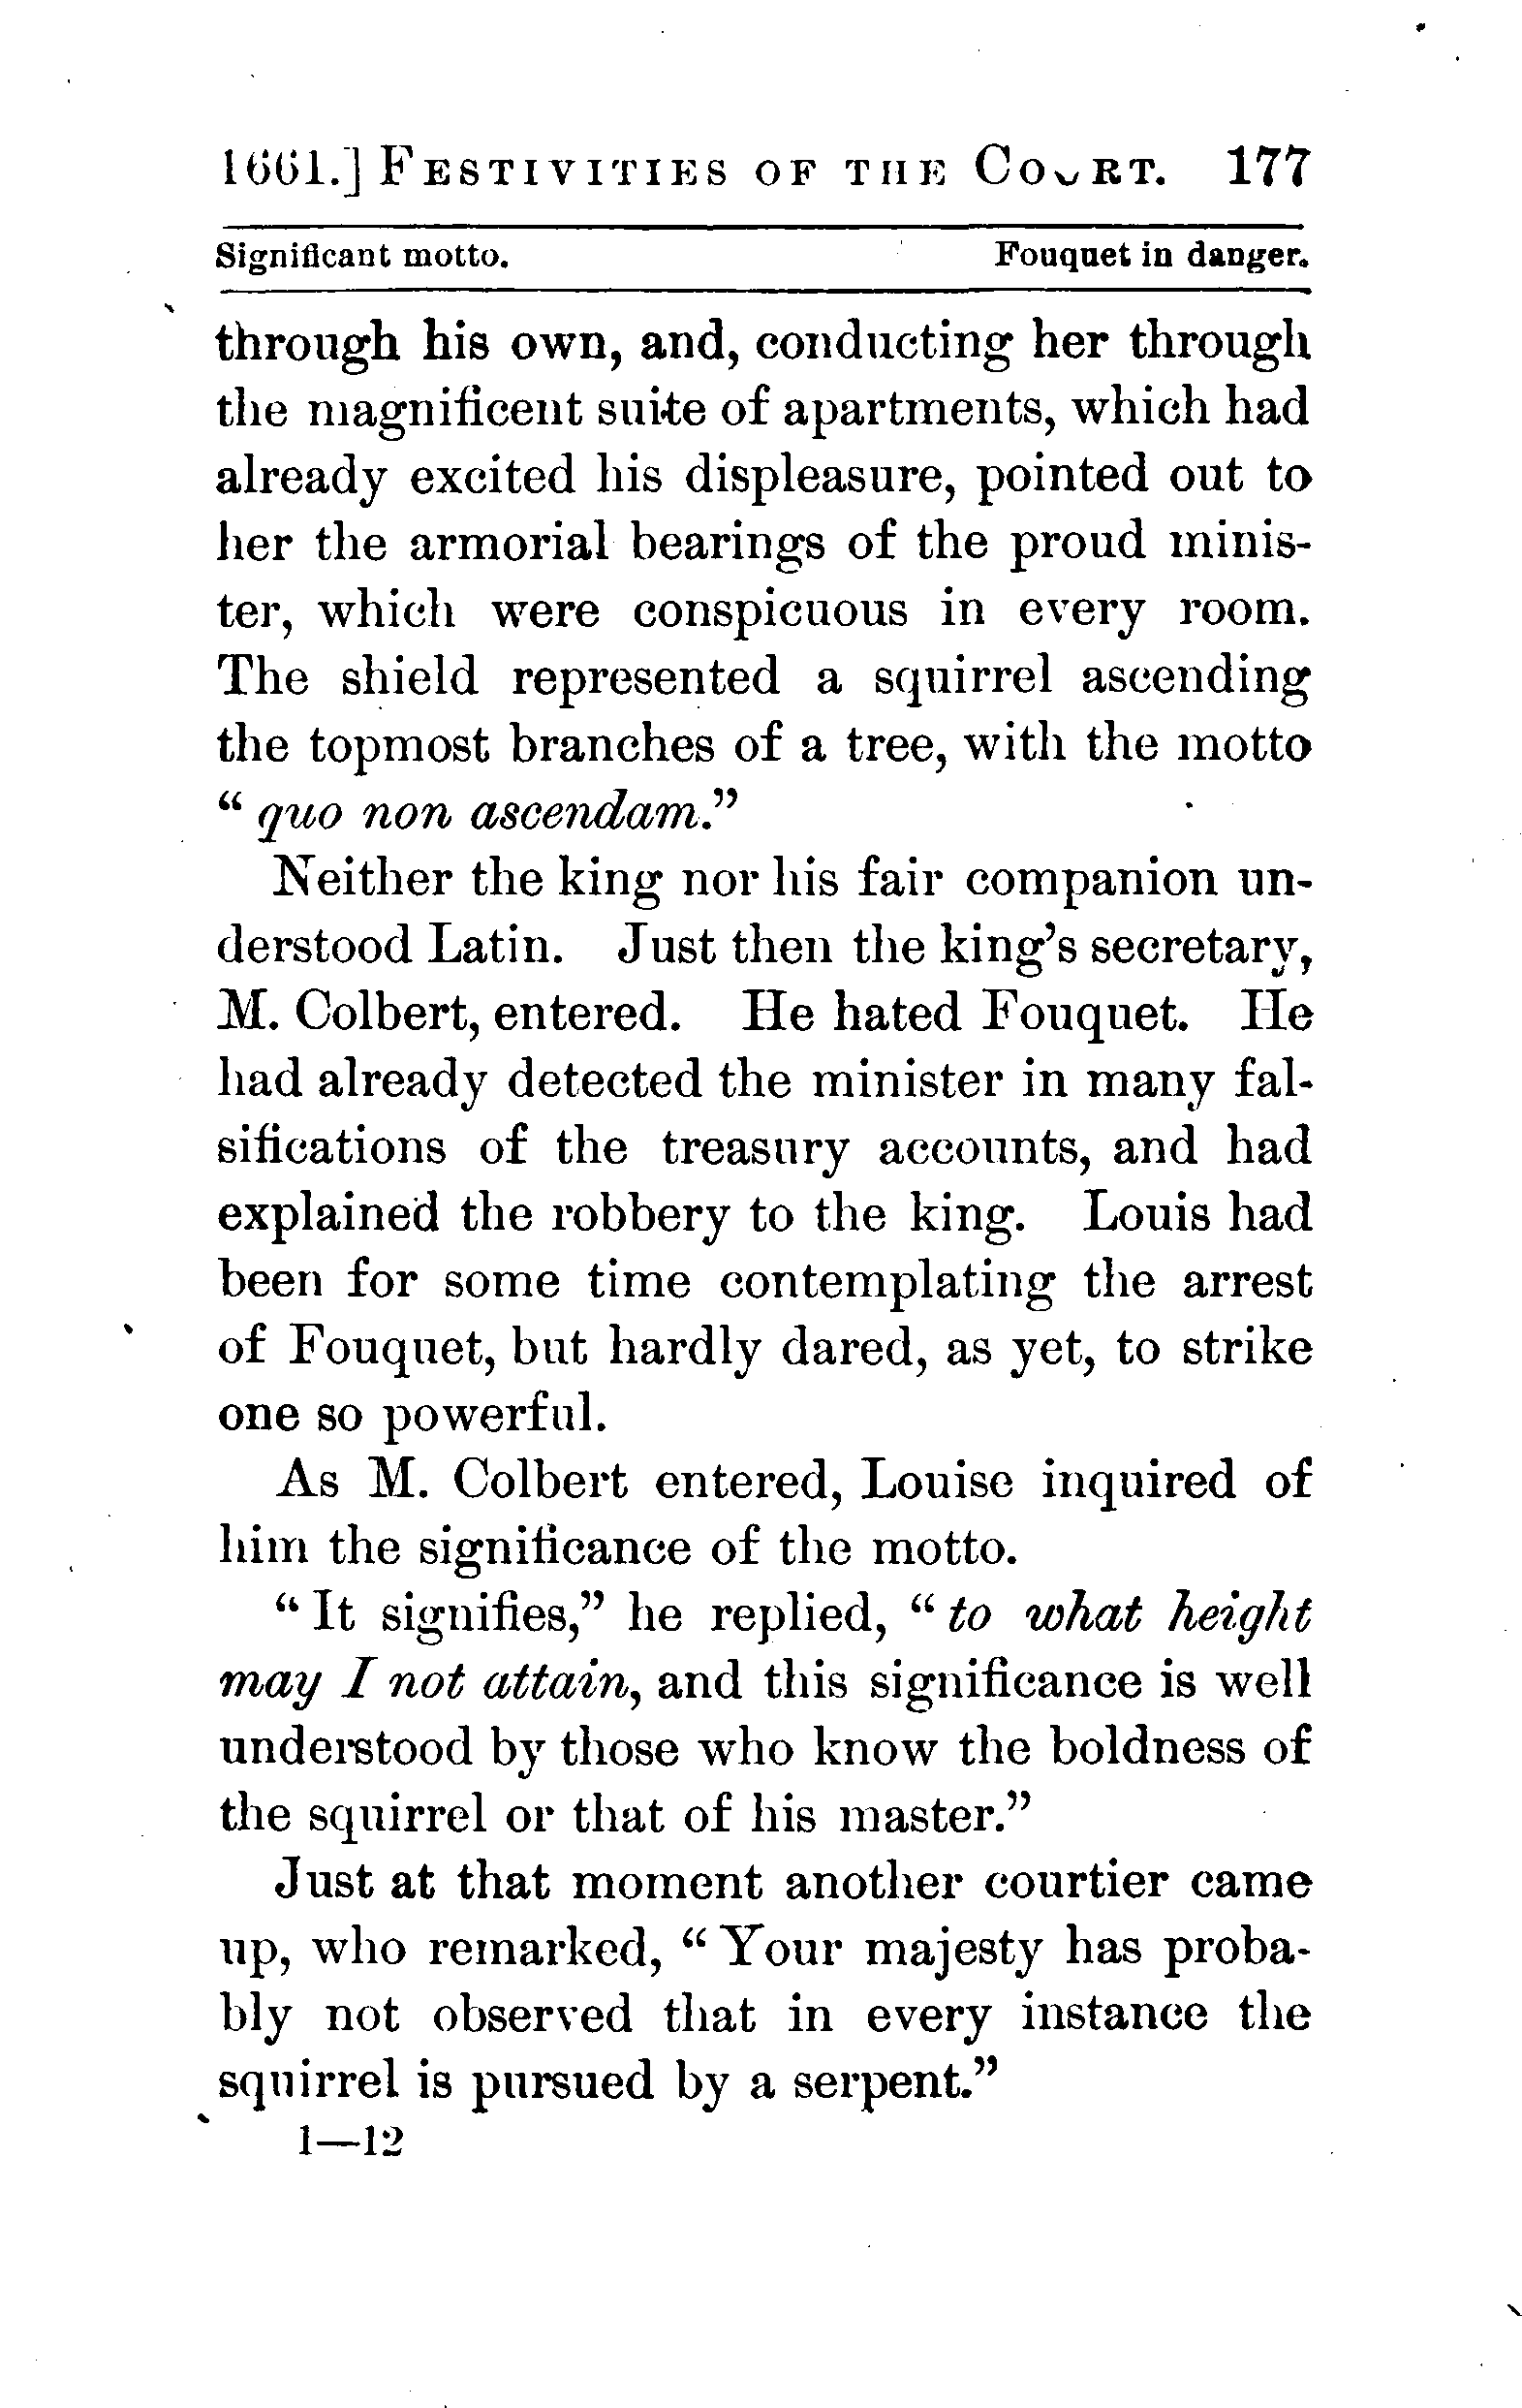 1661.] FESTIVITIES OF THE COURT. 177
Significant motto. Fouquet in danger.
through his own, and, conducting her through
the magnificent suite of apartments, which had
already excited his displeasure, pointed out to
her the armorial bearings of the proud minis-
ter, which were conspicuous in every room.
The shield represented a squirrel ascending
the topmost branches of a tree, with the motto
“quo non ascendam.”
Neither the king nor his fair companion un-
derstood Latin. Just then the king’s secretary,
M. Colbert, entered. He hated Fouquet. He
had already detected the minister in many fal-
sifications of the treasury accounts, and had
explained the robbery to the king. Louis had
been for some time contemplating the arrest
of Fouquet, but hardly dared, as yet, to strike
one so powerful.
As M. Colbert entered, Louise inquired of
him the significance of the motto.
“It signifies,” he replied, “to what height
may I not attain, and this significance is well
understood by those who know the boldness of
the squirrel or that of his master.”
Just at that moment another courtier came
up, who remarked, “Your majesty has proba-
bly not observed that in every instance the
squirrel is pursued by a serpent.”
1—12